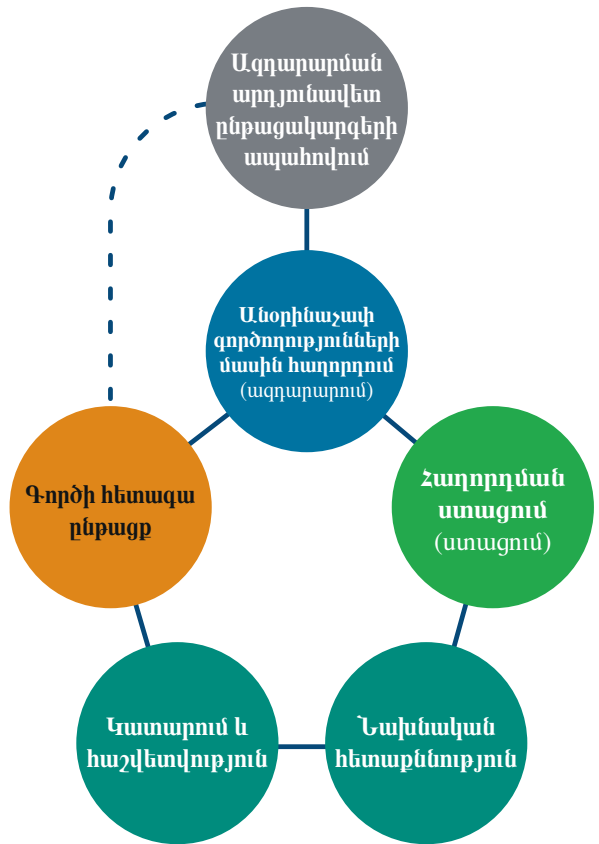 Ազդարարման
արդյունավետ
ընթացակարգերի
ապահովում
Անօրինաչափ
գործողությունների
մասին հաղորդում
(ազդարարում)
Հաղորդման
ստացում
(ստացում)
Գործի հետագա
ընթացք
Նախնական
հետաքննություն
Կատարում և
հաշվետվություն